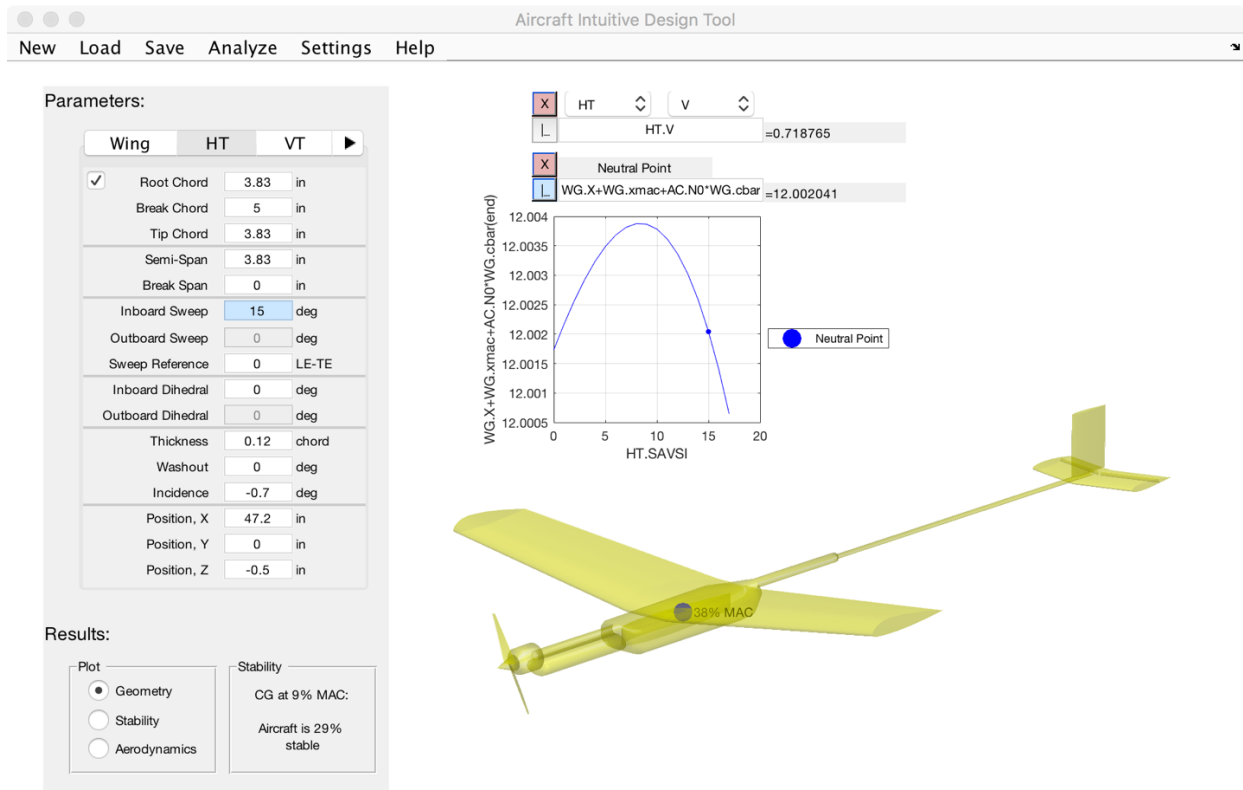 Aircraft Intuitive Design Tool
New Load Save Analyze Settings Help
Parameters:
Wing HT VT
Root Chord 3.83 in
Break Chord 5 in
Tip Chord 3.83 in
Semi-Span 3.83 in
Break Span 0 in
Inboard Sweep 15 deg
Outboard Sweep 0 deg
Sweep Reference 0 LE-TE
Inboard Dihedral 0 deg
Outboard Dihedral 0 deg
Thickness 0.12 chord
Washout 0 deg
Incidence -0.7 deg
Position, X 47.2 in
Position, Y 0 in
Position, Z -0.5 in
Results:
Plot
Geometry
Stability
Aerodynamics
Stability
CG at 9% MAC:
Aircraft is 29%
stable
X HT V
|_ HT.V =0.718765
X Neutral Point
|_ WG.X+WG.xmac+AC.N0*WG.cbar =12.002041
WG.X+WG.xmac+AC.N0*WG.cbar(end)
12.004
12.0035
12.003
12.0025
12.002
12.0015
12.001
12.0005
0 5 10 15 20
HT.SAVSI
Neutral Point
38% MAC